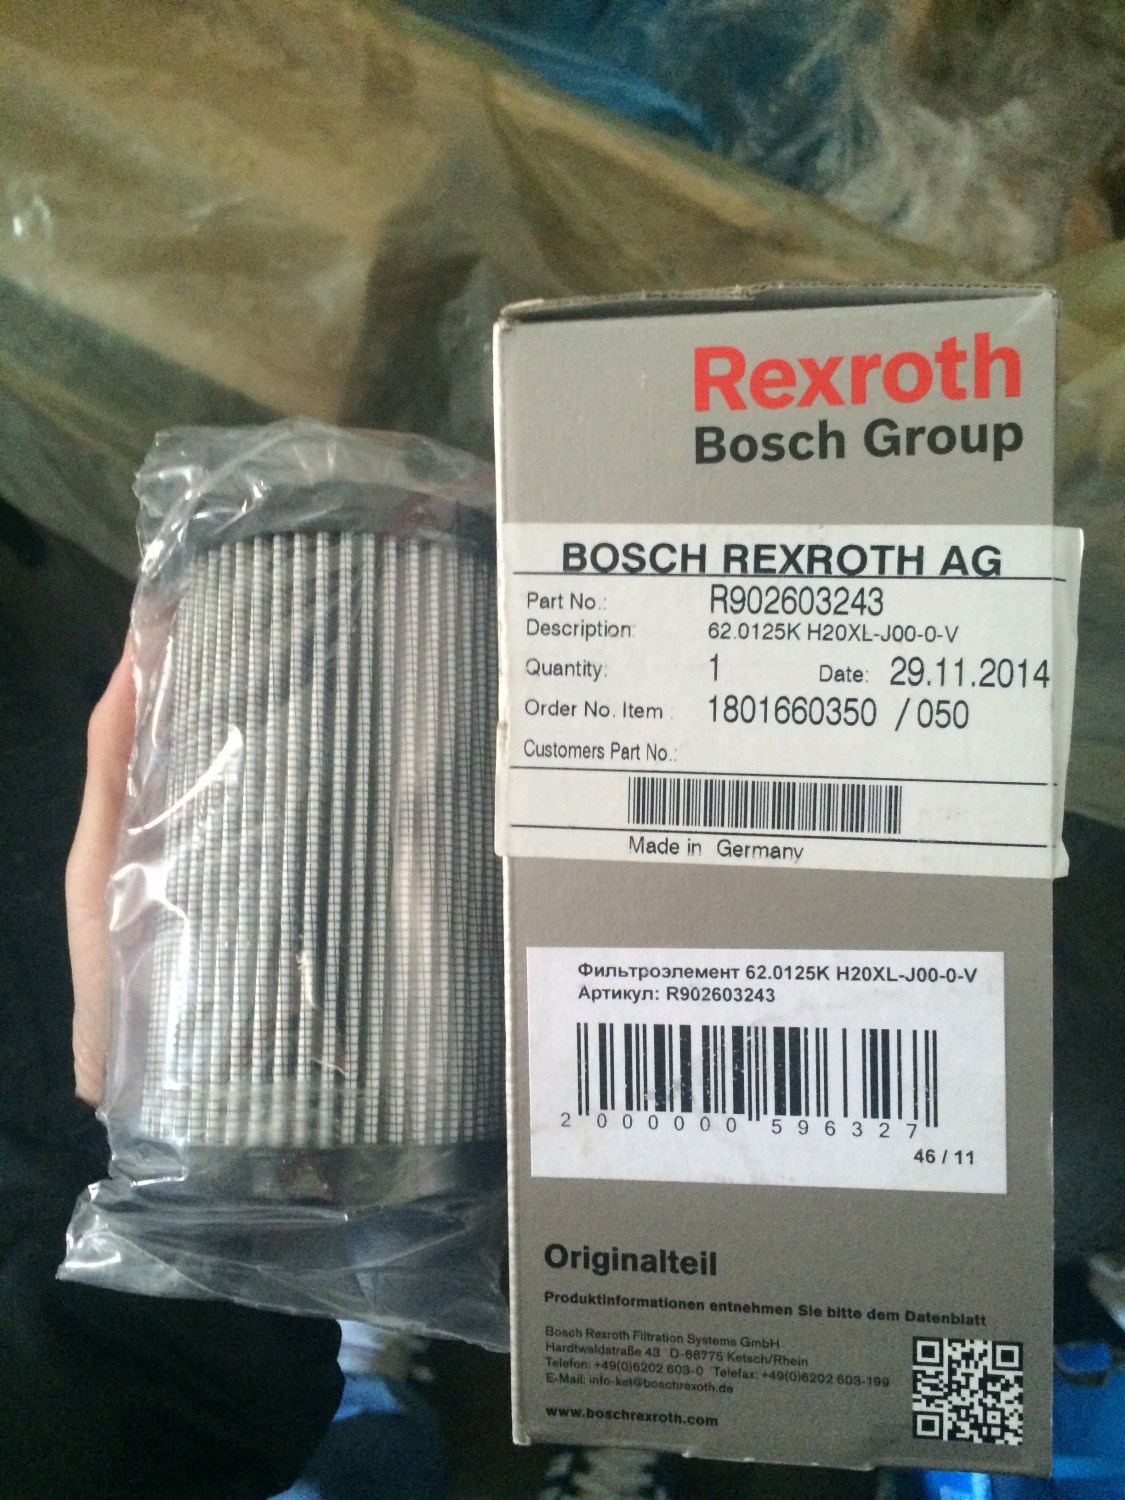 Rexroth
Bosch Group
BOSCH REXROTH AG
Part No.: R902603243
Description: 62.0125K H20XL-J00-0-V
Quantity: 1 Date: 29.11.2014
Order No. Item : 1801660350 / 050
Customers Part No.:
Made in Germany
Фильтроэлемент 62.0125K H20XL-J00-0-V
Артикул: R902603243
2 000000 596327
46 / 11
Originalteil
Produktinformationen entnehmen Sie bitte dem Datenblatt
Bosch Rexroth Filtration Systems GmbH
Hardtwaldstraße 43 D-68775 Ketsch/Rhein
Telefon: +49(0)6202 603-0 Telefax: +49(0)6202 603-199
E-Mail: info-ket@boschrexroth.de
www.boschrexroth.com